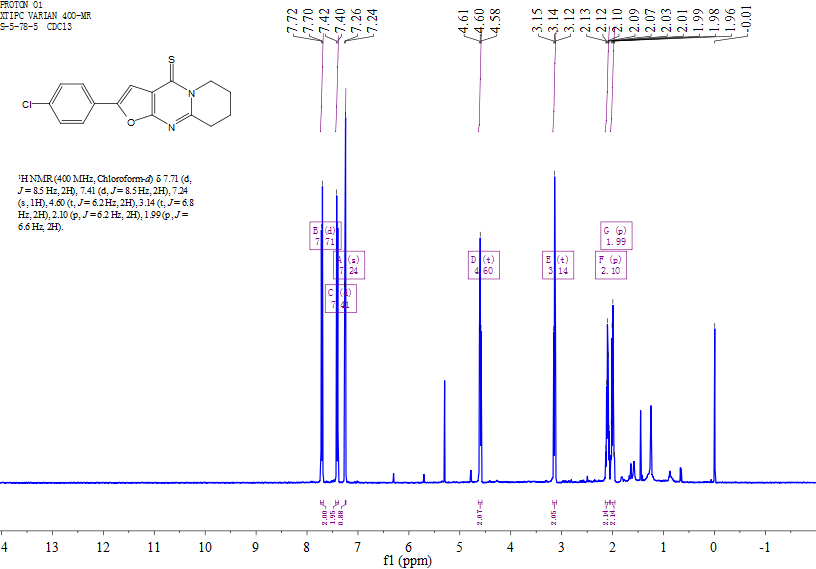 PROTON 01
XTIPC VARIAN 400-MR
S-5-78-5 CDCl3
7.72
7.70
7.42
7.40
7.26
7.24
4.61
4.60
4.58
3.15
3.14
3.12
2.13
2.12
2.10
2.09
2.07
2.03
2.01
1.99
1.98
1.96
-0.01
S
N
Cl
O
N
¹H NMR (400 MHz, Chloroform-d) δ 7.71 (d,
J = 8.5 Hz, 2H), 7.41 (d, J = 8.5 Hz, 2H), 7.24
(s, 1H), 4.60 (t, J = 6.2 Hz, 2H), 3.14 (t, J = 6.8
Hz, 2H), 2.10 (p, J = 6.2 Hz, 2H), 1.99 (p, J =
6.6 Hz, 2H).
B (d)
7.71
G (p)
1.99
A (s)
7.24
D (t)
4.60
E (t)
3.14
F (p)
2.10
C (d)
7.41
2.00
1.95
0.88
2.07
2.05
2.14
2.14
4 13 12 11 10 9 8 7 6 5 4 3 2 1 0 -1
f1 (ppm)